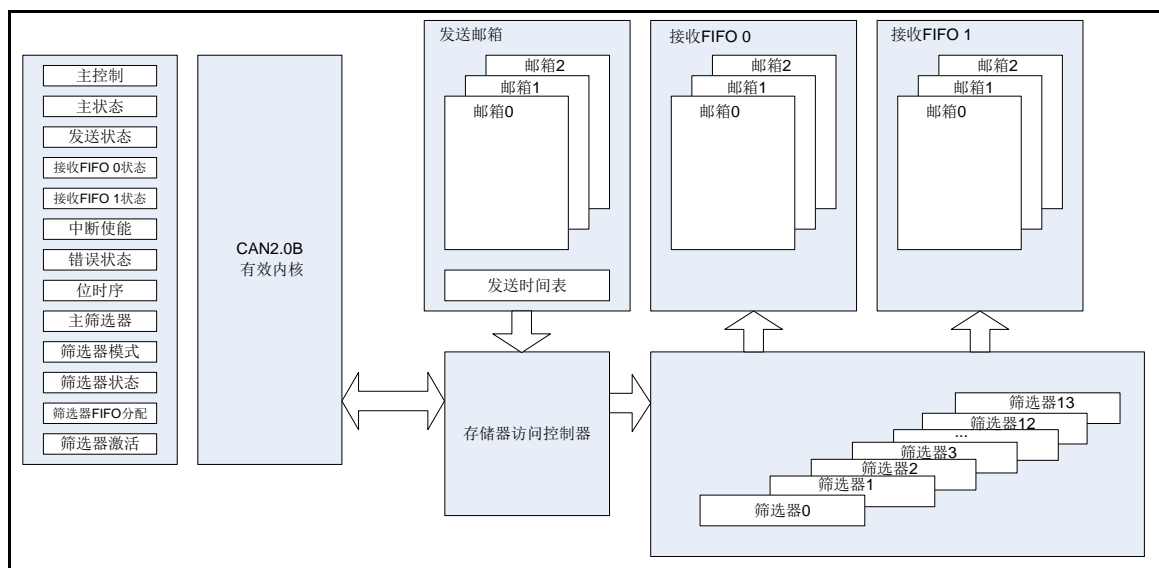 主控制
主状态
发送状态
接收FIFO 0状态
接收FIFO 1状态
中断使能
错误状态
位时序
主筛选器
筛选器模式
筛选器状态
筛选器FIFO分配
筛选器激活
CAN2.0B
有效内核
发送邮箱
邮箱2
邮箱1
邮箱0
发送时间表
接收FIFO 0
邮箱2
邮箱1
邮箱0
接收FIFO 1
邮箱2
邮箱1
邮箱0
存储器访问控制器
筛选器13
筛选器12
...
筛选器3
筛选器2
筛选器1
筛选器0